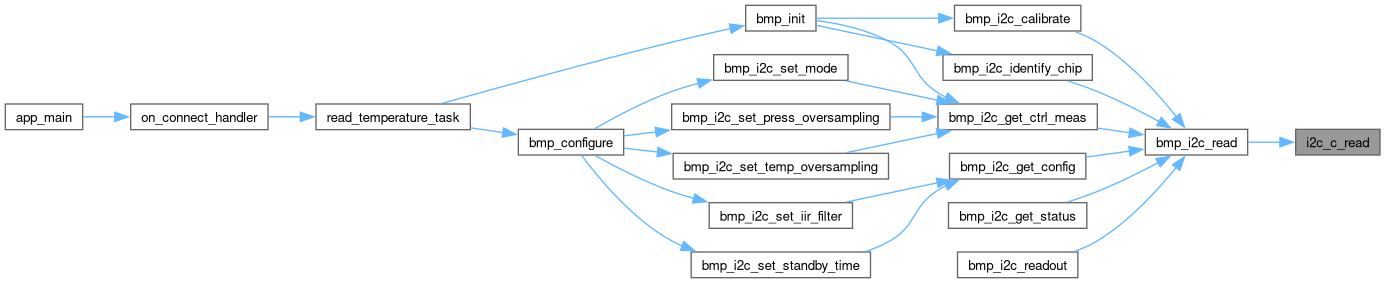 app_main
on_connect_handler
read_temperature_task
bmp_init
bmp_configure
bmp_i2c_set_mode
bmp_i2c_set_press_oversampling
bmp_i2c_set_temp_oversampling
bmp_i2c_set_iir_filter
bmp_i2c_set_standby_time
bmp_i2c_calibrate
bmp_i2c_identify_chip
bmp_i2c_get_ctrl_meas
bmp_i2c_get_config
bmp_i2c_get_status
bmp_i2c_readout
bmp_i2c_read
i2c_c_read